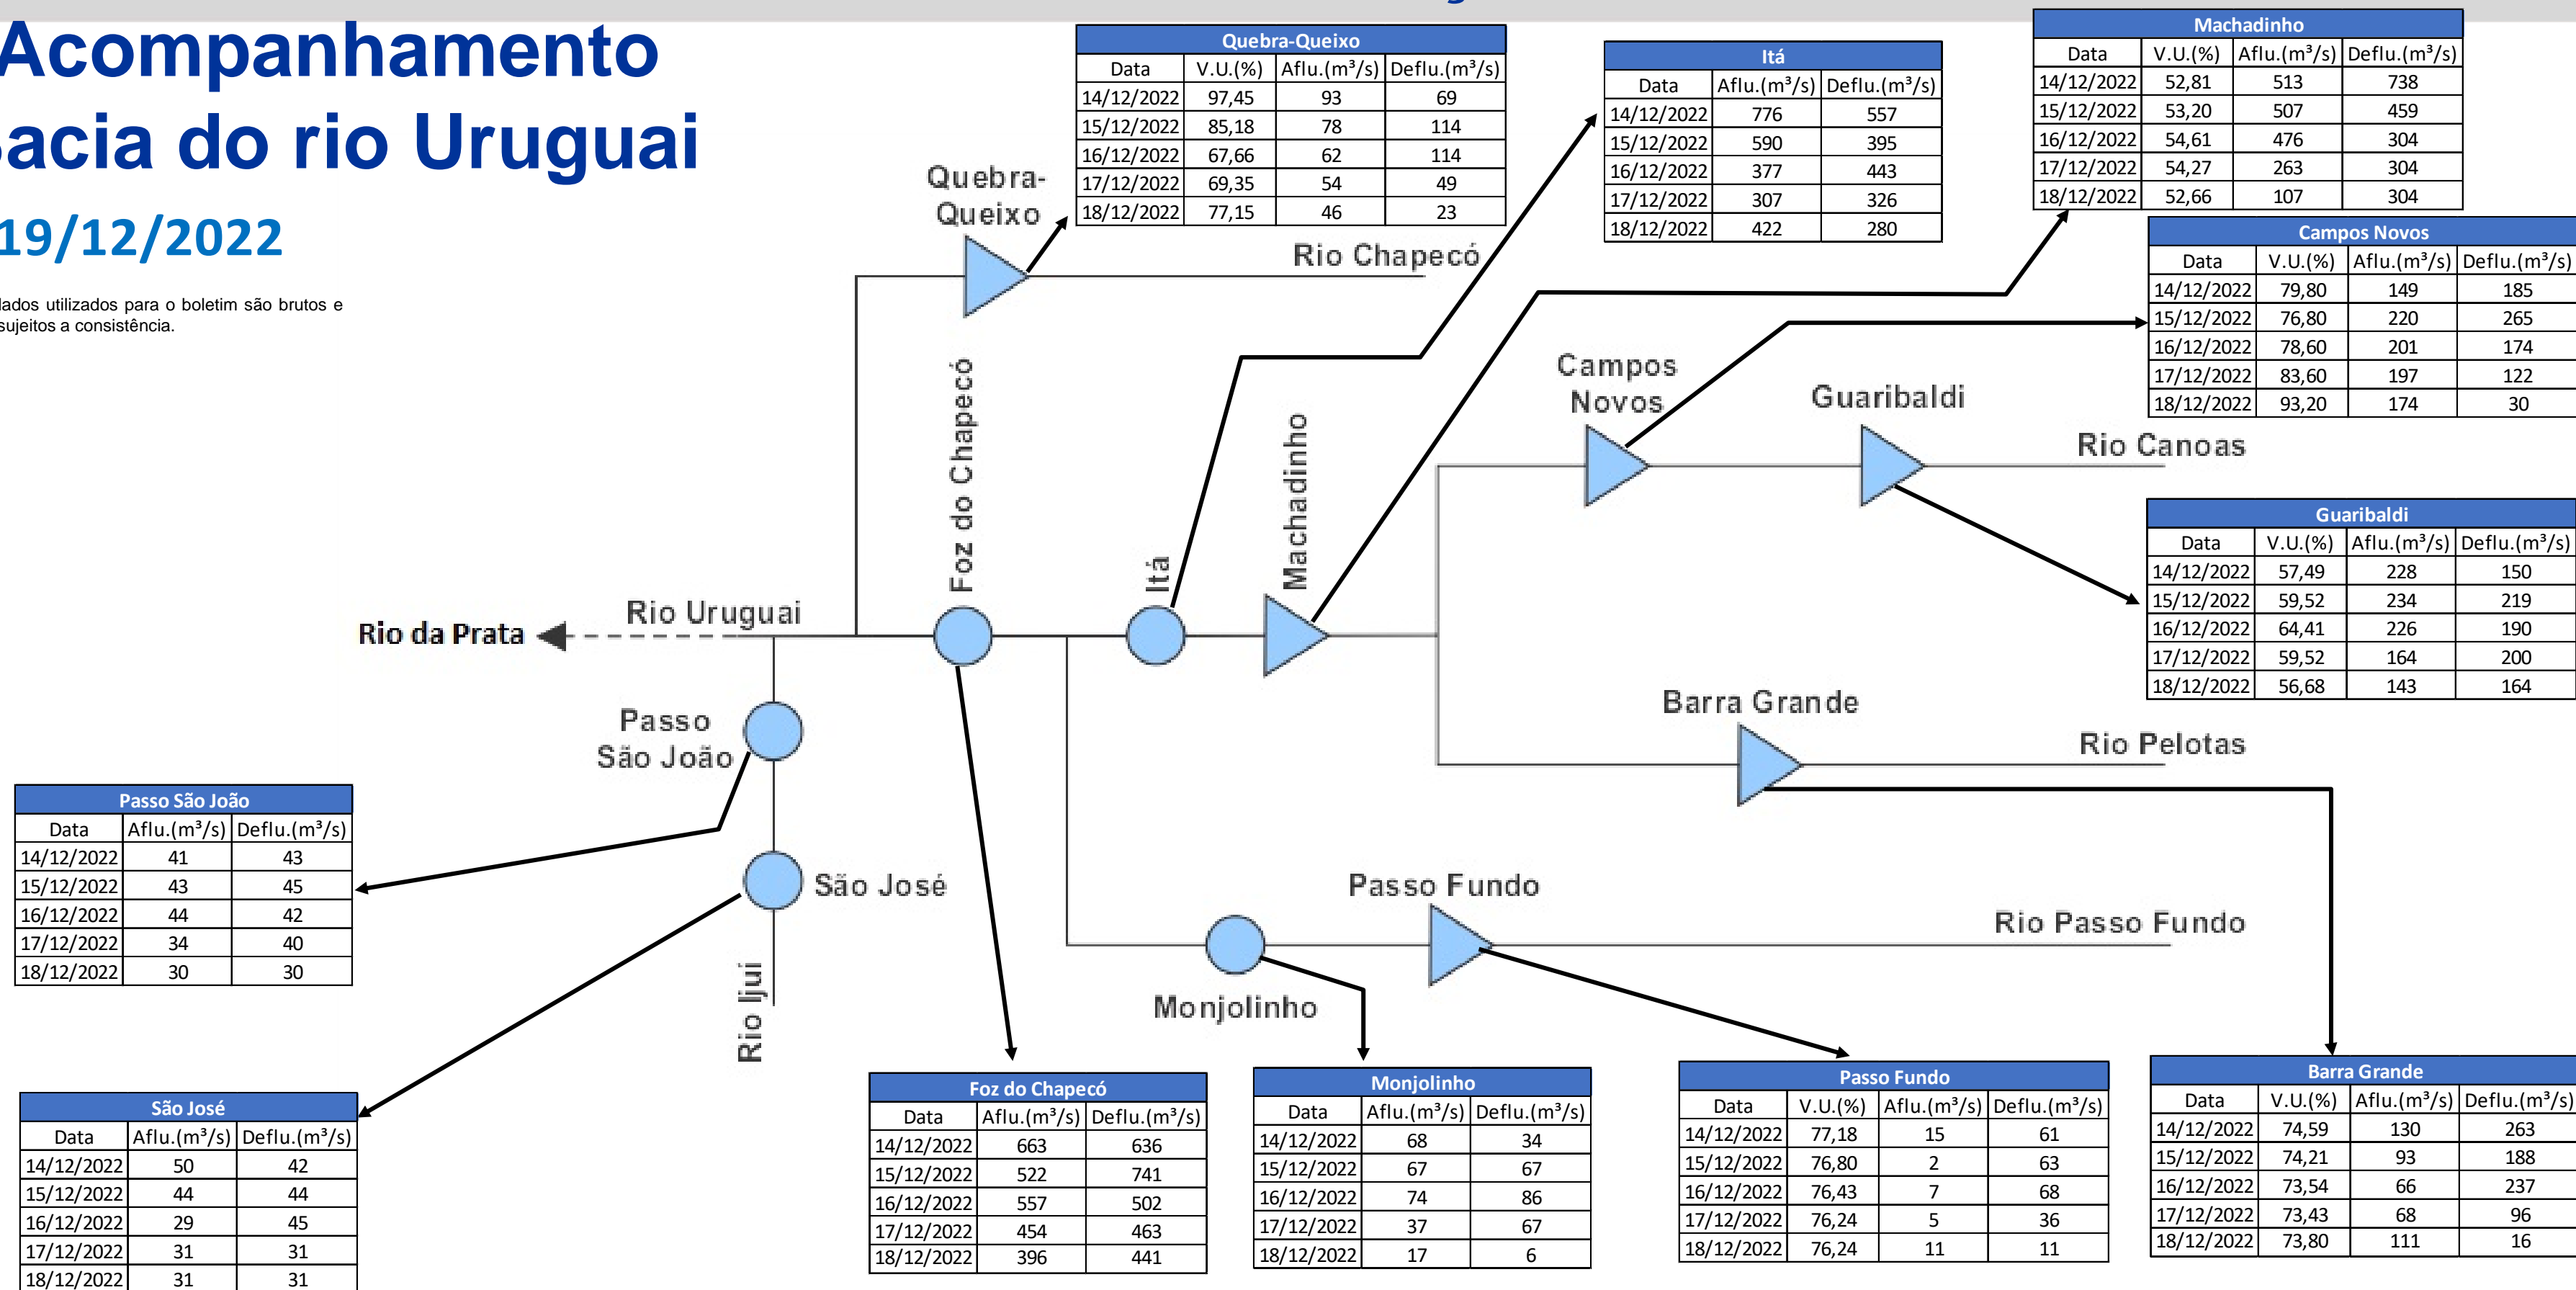 Acompanhamento
acia do rio Uruguai
19/12/2022
dados utilizados para o boletim são brutos e
sujeitos a consistência.
Quebra-Queixo
Data V.U.(%) Aflu.(m³/s) Deflu.(m³/s)
14/12/2022 97,45 93 69
15/12/2022 85,18 78 114
16/12/2022 67,66 62 114
17/12/2022 69,35 54 49
18/12/2022 77,15 46 23
Itá
Data Aflu.(m³/s) Deflu.(m³/s)
14/12/2022 776 557
15/12/2022 590 395
16/12/2022 377 443
17/12/2022 307 326
18/12/2022 422 280
Machadinho
Data V.U.(%) Aflu.(m³/s) Deflu.(m³/s)
14/12/2022 52,81 513 738
15/12/2022 53,20 507 459
16/12/2022 54,61 476 304
17/12/2022 54,27 263 304
18/12/2022 52,66 107 304
Campos Novos
Data V.U.(%) Aflu.(m³/s) Deflu.(m³/s)
14/12/2022 79,80 149 185
15/12/2022 76,80 220 265
16/12/2022 78,60 201 174
17/12/2022 83,60 197 122
18/12/2022 93,20 174 30
Quebra-
Queixo
Rio Chapecó
Foz do Chapecó
Itá
Machadinho
Campos
Novos
Guaribaldi
Rio Canoas
Guaribaldi
Data V.U.(%) Aflu.(m³/s) Deflu.(m³/s)
14/12/2022 57,49 228 150
15/12/2022 59,52 234 219
16/12/2022 64,41 226 190
17/12/2022 59,52 164 200
18/12/2022 56,68 143 164
Rio da Prata
Rio Uruguai
Barra Grande
Rio Pelotas
Passo
São João
São José
Rio Ijuí
Passo Fundo
Rio Passo Fundo
Monjolinho
Passo São João
Data Aflu.(m³/s) Deflu.(m³/s)
14/12/2022 41 43
15/12/2022 43 45
16/12/2022 44 42
17/12/2022 34 40
18/12/2022 30 30
São José
Data Aflu.(m³/s) Deflu.(m³/s)
14/12/2022 50 42
15/12/2022 44 44
16/12/2022 29 45
17/12/2022 31 31
18/12/2022 31 31
Foz do Chapecó
Data Aflu.(m³/s) Deflu.(m³/s)
14/12/2022 663 636
15/12/2022 522 741
16/12/2022 557 502
17/12/2022 454 463
18/12/2022 396 441
Monjolinho
Data Aflu.(m³/s) Deflu.(m³/s)
14/12/2022 68 34
15/12/2022 67 67
16/12/2022 74 86
17/12/2022 37 67
18/12/2022 17 6
Passo Fundo
Data V.U.(%) Aflu.(m³/s) Deflu.(m³/s)
14/12/2022 77,18 15 61
15/12/2022 76,80 2 63
16/12/2022 76,43 7 68
17/12/2022 76,24 5 36
18/12/2022 76,24 11 11
Barra Grande
Data V.U.(%) Aflu.(m³/s) Deflu.(m³/s)
14/12/2022 74,59 130 263
15/12/2022 74,21 93 188
16/12/2022 73,54 66 237
17/12/2022 73,43 68 96
18/12/2022 73,80 111 16